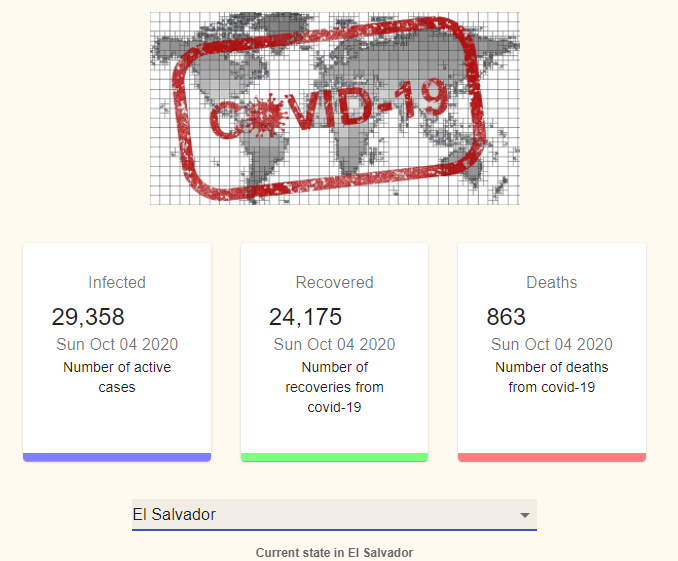 COVID-19
Infected
29,358
Sun Oct 04 2020
Number of active
cases
Recovered
24,175
Sun Oct 04 2020
Number of
recoveries from
covid-19
Deaths
863
Sun Oct 04 2020
Number of deaths
from covid-19
El Salvador
Current state in El Salvador